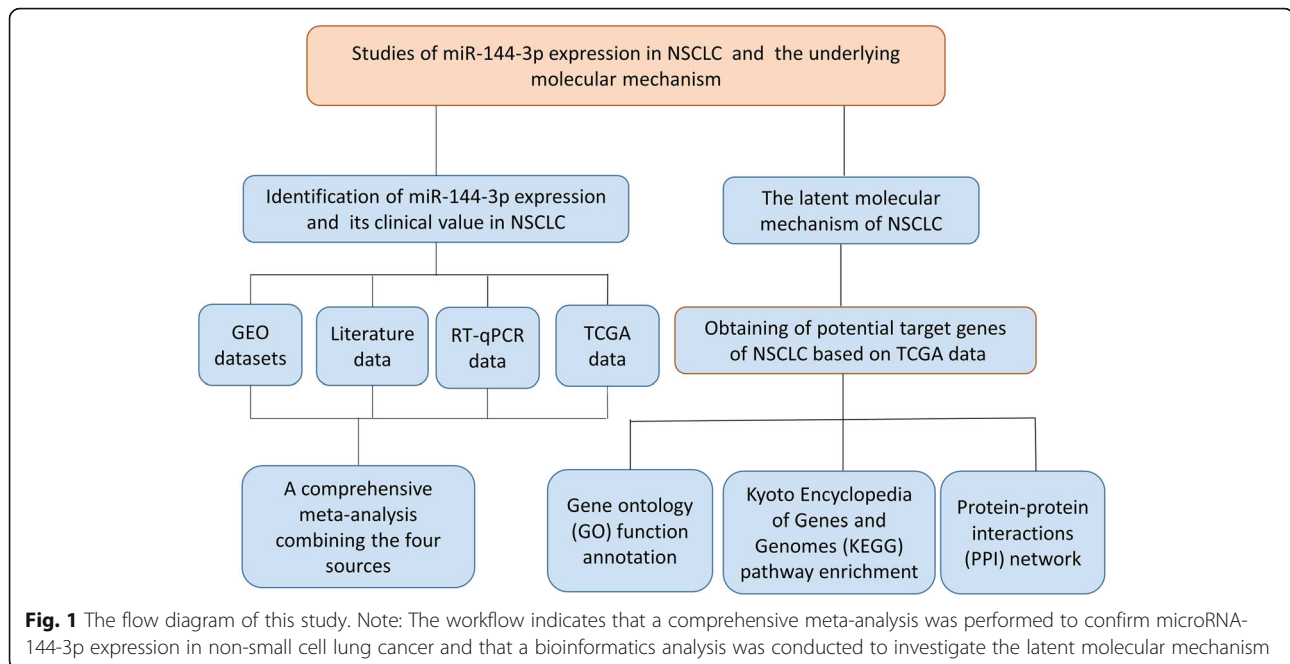 Studies of miR-144-3p expression in NSCLC and the underlying
molecular mechanism
Identification of miR-144-3p expression
and its clinical value in NSCLC
The latent molecular
mechanism of NSCLC
GEO
datasets
Literature
data
RT-qPCR
data
TCGA
data
Obtaining of potential target genes
of NSCLC based on TCGA data
A comprehensive
meta-analysis
combining the four
sources
Gene ontology
(GO) function
annotation
Kyoto Encyclopedia
of Genes and
Genomes (KEGG)
pathway enrichment
Protein-protein
interactions
(PPI) network
Fig. 1 The flow diagram of this study. Note: The workflow indicates that a comprehensive meta-analysis was performed to confirm microRNA-
144-3p expression in non-small cell lung cancer and that a bioinformatics analysis was conducted to investigate the latent molecular mechanism